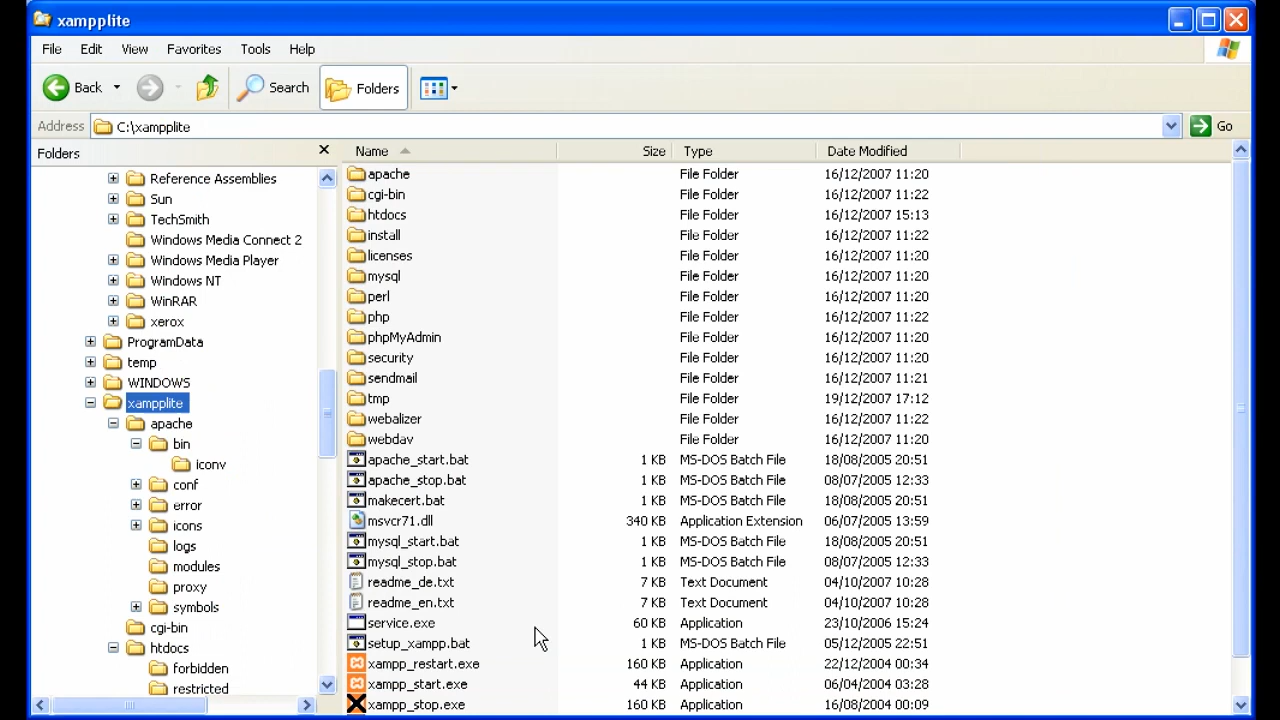 xampplite
File Edit View Favorites Tools Help
Back Search Folders
Address C:\xampplite Go
Folders Name Size Type Date Modified
Reference Assemblies
Sun
TechSmith
Windows Media Connect 2
Windows Media Player
Windows NT
WinRAR
xerox
ProgramData
temp
WINDOWS
xampplite
apache
bin
iconv
conf
error
icons
logs
modules
proxy
symbols
cgi-bin
htdocs
forbidden
restricted
apache File Folder 16/12/2007 11:20
cgi-bin File Folder 16/12/2007 11:22
htdocs File Folder 16/12/2007 15:13
install File Folder 16/12/2007 11:22
licenses File Folder 16/12/2007 11:20
mysql File Folder 16/12/2007 11:20
perl File Folder 16/12/2007 11:20
php File Folder 16/12/2007 11:22
phpMyAdmin File Folder 16/12/2007 11:20
security File Folder 16/12/2007 11:20
sendmail File Folder 16/12/2007 11:21
tmp File Folder 19/12/2007 17:12
webalizer File Folder 16/12/2007 11:22
webdav File Folder 16/12/2007 11:20
apache_start.bat 1 KB MS-DOS Batch File 18/08/2005 20:51
apache_stop.bat 1 KB MS-DOS Batch File 08/07/2005 12:33
makecert.bat 1 KB MS-DOS Batch File 18/08/2005 20:51
msvcr71.dll 340 KB Application Extension 06/07/2005 13:59
mysql_start.bat 1 KB MS-DOS Batch File 18/08/2005 20:51
mysql_stop.bat 1 KB MS-DOS Batch File 08/07/2005 12:33
readme_de.txt 7 KB Text Document 04/10/2007 10:28
readme_en.txt 7 KB Text Document 04/10/2007 10:28
service.exe 60 KB Application 23/10/2006 15:24
setup_xampp.bat 1 KB MS-DOS Batch File 05/12/2005 22:51
xampp_restart.exe 160 KB Application 22/12/2004 00:34
xampp_start.exe 44 KB Application 06/04/2004 03:28
xampp_stop.exe 160 KB Application 16/08/2004 00:09